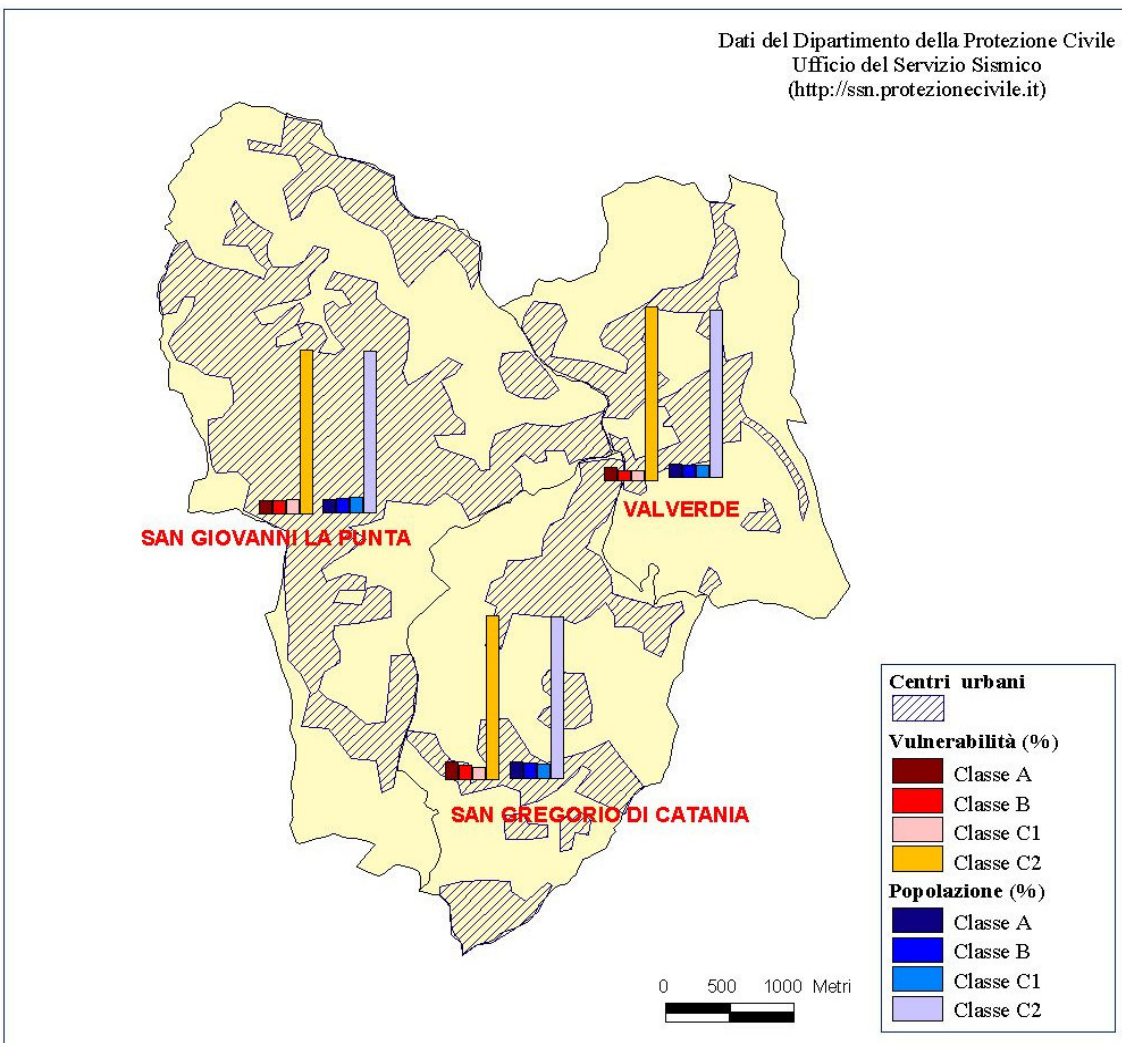 Dati del Dipartimento della Protezione Civile
Ufficio del Servizio Sismico
(http://ssn.protezionecivile.it)
VALVERDE
SAN GIOVANNI LA PUNTA
SAN GREGORIO DI CATANIA
Centri urbani
Vulnerabilità (%)
Classe A
Classe B
Classe C1
Classe C2
Popolazione (%)
Classe A
Classe B
Classe C1
Classe C2
0 500 1000 Metri